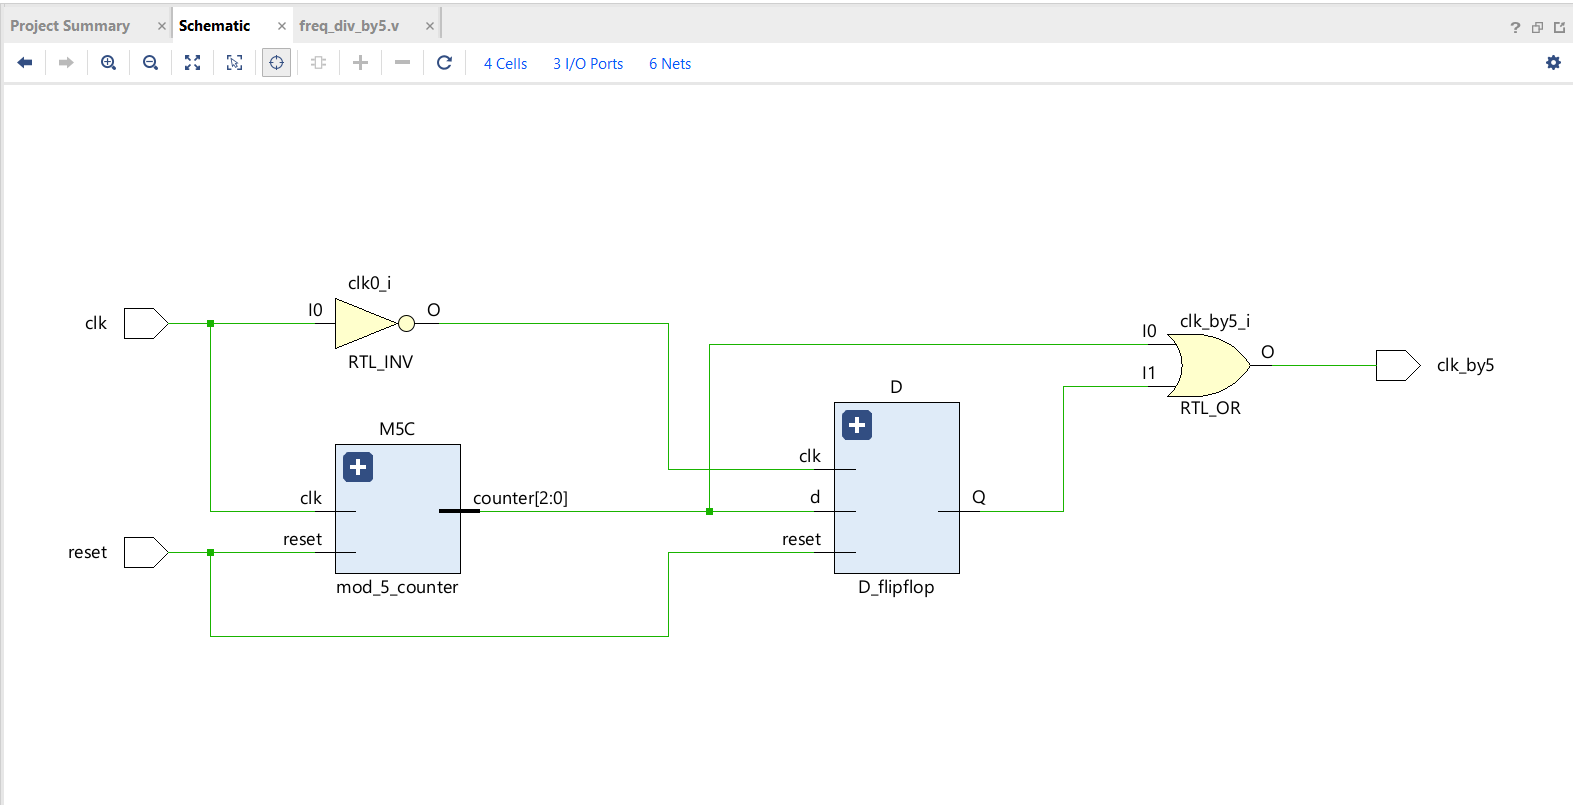 Project Summary × Schematic × freq_div_by5.v ×
?
4 Cells 3 I/O Ports 6 Nets
clk0_i
I0 O
clk
RTL_INV
clk_by5_i
I0
O
clk_by5
I1
RTL_OR
D
M5C
clk
clk counter[2:0] d Q
reset reset
reset
mod_5_counter D_flipflop